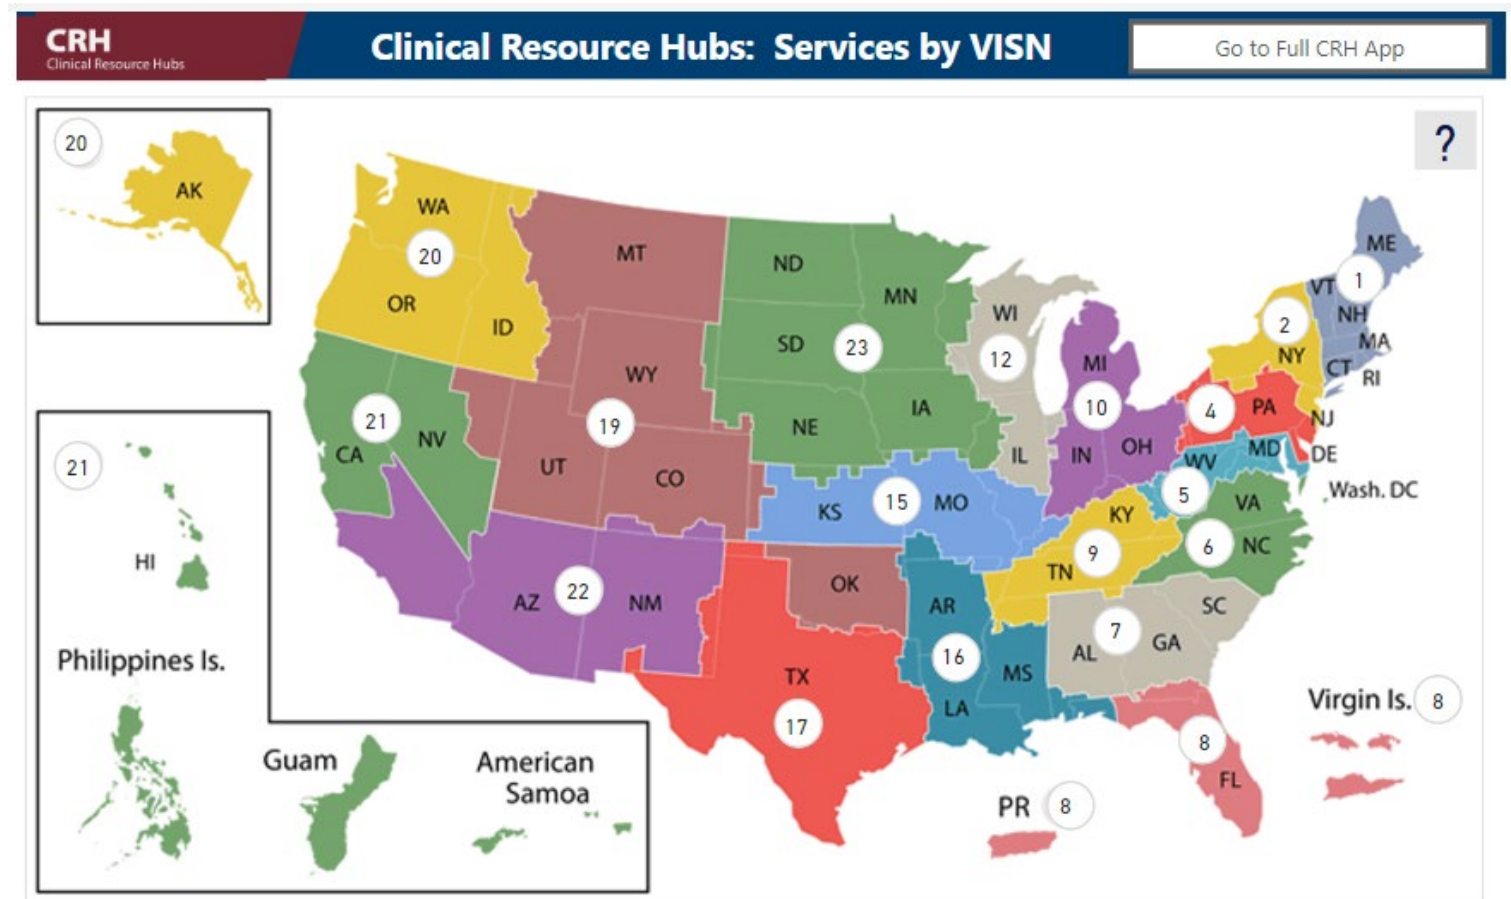 CRH
Clinical Resource Hubs
Clinical Resource Hubs:  Services by VISN
Go to Full CRH App
?
20
AK
WA
20
OR
ID
MT
ND
MN
SD
23
WI
12
MI
10
ME
1
VT
NH
2
NY
MA
CT
RI
WY
19
NE
IA
IL
IN
OH
4
PA
NJ
21
CA
NV
UT
CO
KS
15
MO
WV
MD
DE
5
Wash. DC
VA
KY
9
TN
6
NC
21
HI
AZ
22
NM
OK
AR
16
MS
LA
7
AL
GA
SC
TX
17
Philippines Is.
Guam
American
Samoa
8
FL
PR
8
Virgin Is.
8